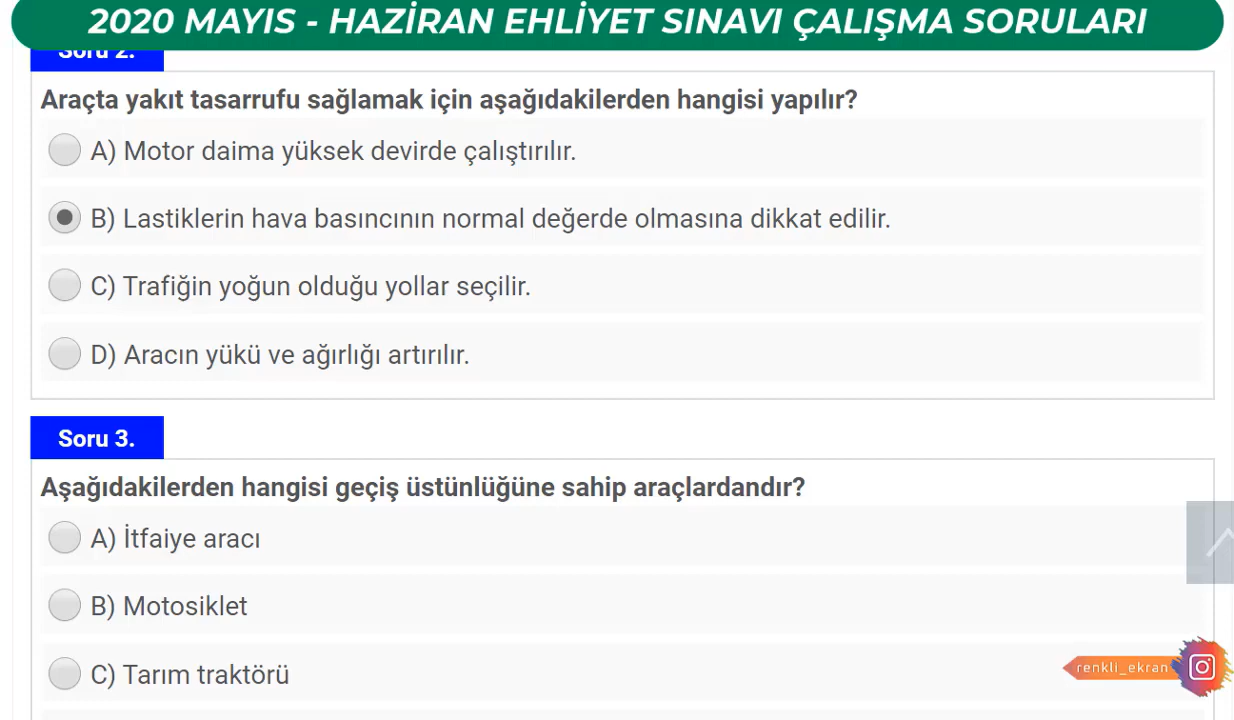 2020 MAYIS - HAZİRAN EHLİYET SINAVI ÇALIŞMA SORULARI
Soru 2.
Araçta yakıt tasarrufu sağlamak için aşağıdakilerden hangisi yapılır?
A) Motor daima yüksek devirde çalıştırılır.
B) Lastiklerin hava basıncının normal değerde olmasına dikkat edilir.
C) Trafiğin yoğun olduğu yollar seçilir.
D) Aracın yükü ve ağırlığı artırılır.
Soru 3.
Aşağıdakilerden hangisi geçiş üstünlüğüne sahip araçlardandır?
A) İtfaiye aracı
B) Motosiklet
C) Tarım traktörü
renkli_ekran